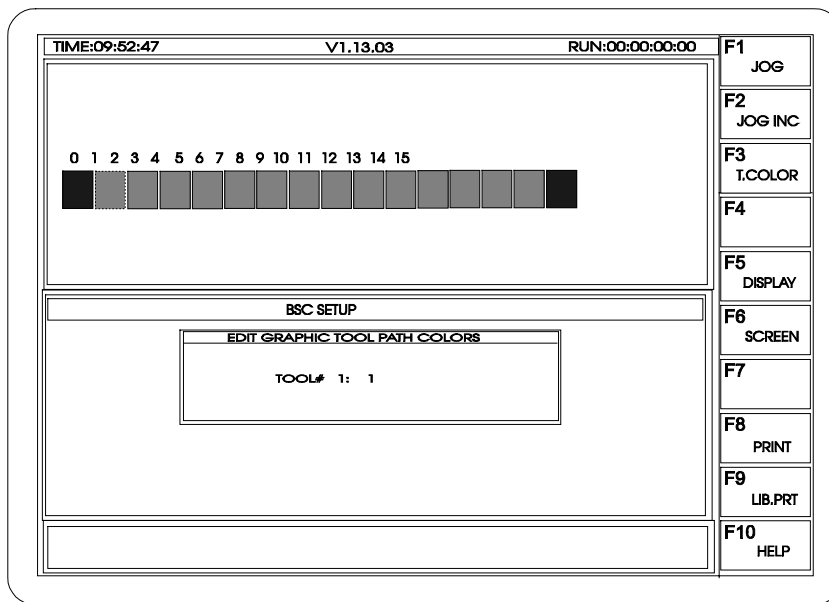 TIME:09:52:47 V1.13.03 RUN:00:00:00:00
0 1 2 3 4 5 6 7 8 9 10 11 12 13 14 15
BSC SETUP
EDIT GRAPHIC TOOL PATH COLORS
TOOL# 1: 1
F1
JOG
F2
JOG INC
F3
T.COLOR
F4
F5
DISPLAY
F6
SCREEN
F7
F8
PRINT
F9
LIB.PRT
F10
HELP